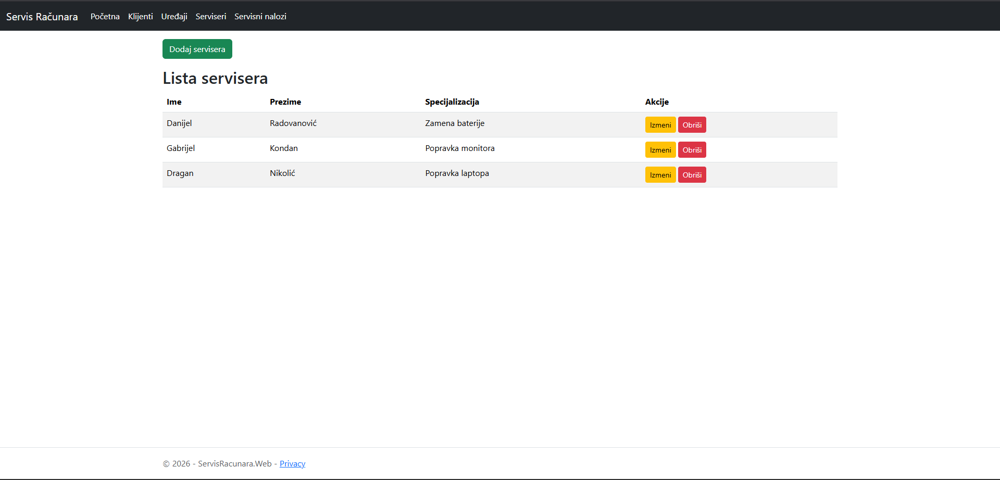 Servis Računara Početna Klijenti Uređaji Serviseri Servisni nalozi
Dodaj servisera
Lista servisera
Ime Prezime Specijalizacija Akcije
Danijel Radovanović Zamena baterije Izmeni Obriši
Gabrijel Kondan Popravka monitora Izmeni Obriši
Dragan Nikolić Popravka laptopa Izmeni Obriši
© 2026 - ServisRacunara.Web - Privacy